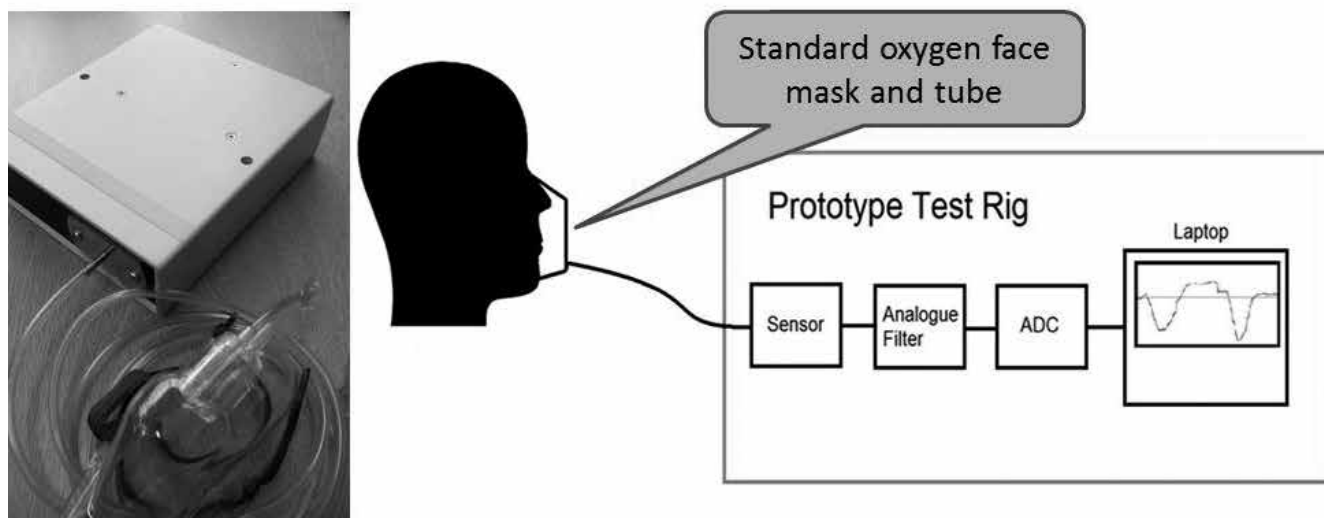 Standard oxygen face
mask and tube
Prototype Test Rig
Laptop
Sensor
Analogue
Filter
ADC